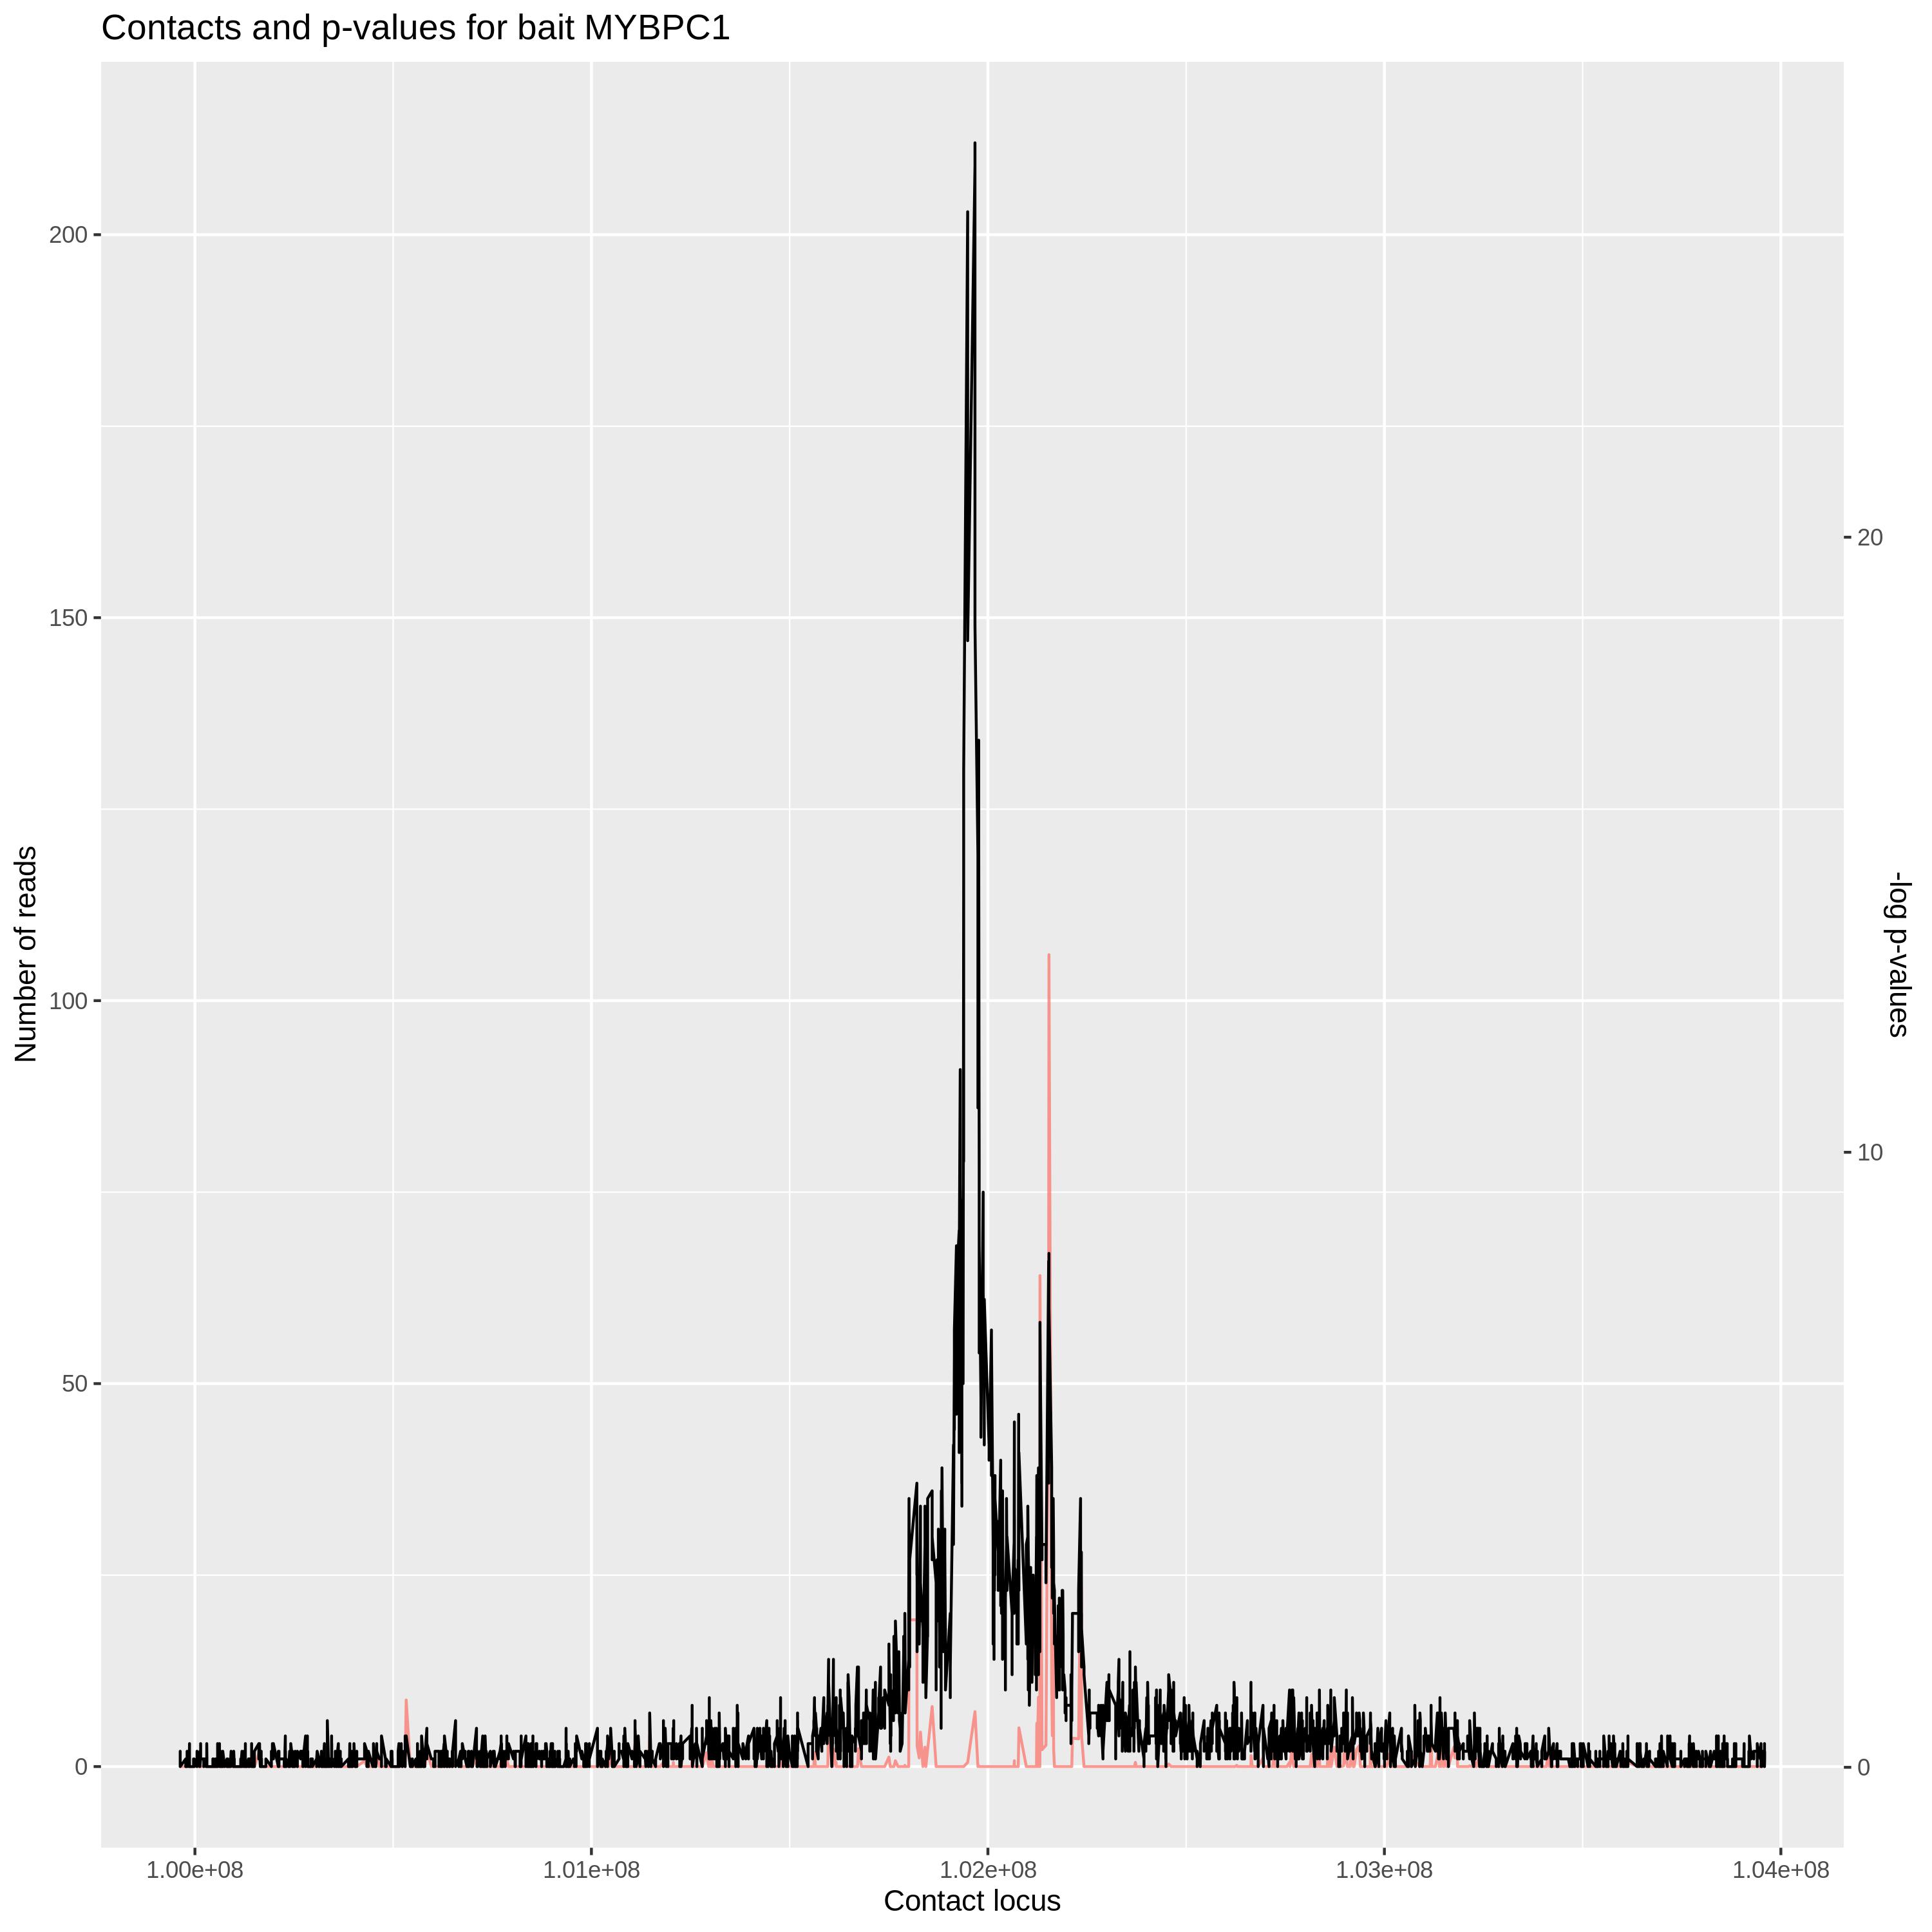 Contacts and p-values for bait MYBPC1
200
150
100
50
0
Number of reads
20
10
0
-log p-values
1.00e+08 1.01e+08 1.02e+08 1.03e+08 1.04e+08
Contact locus